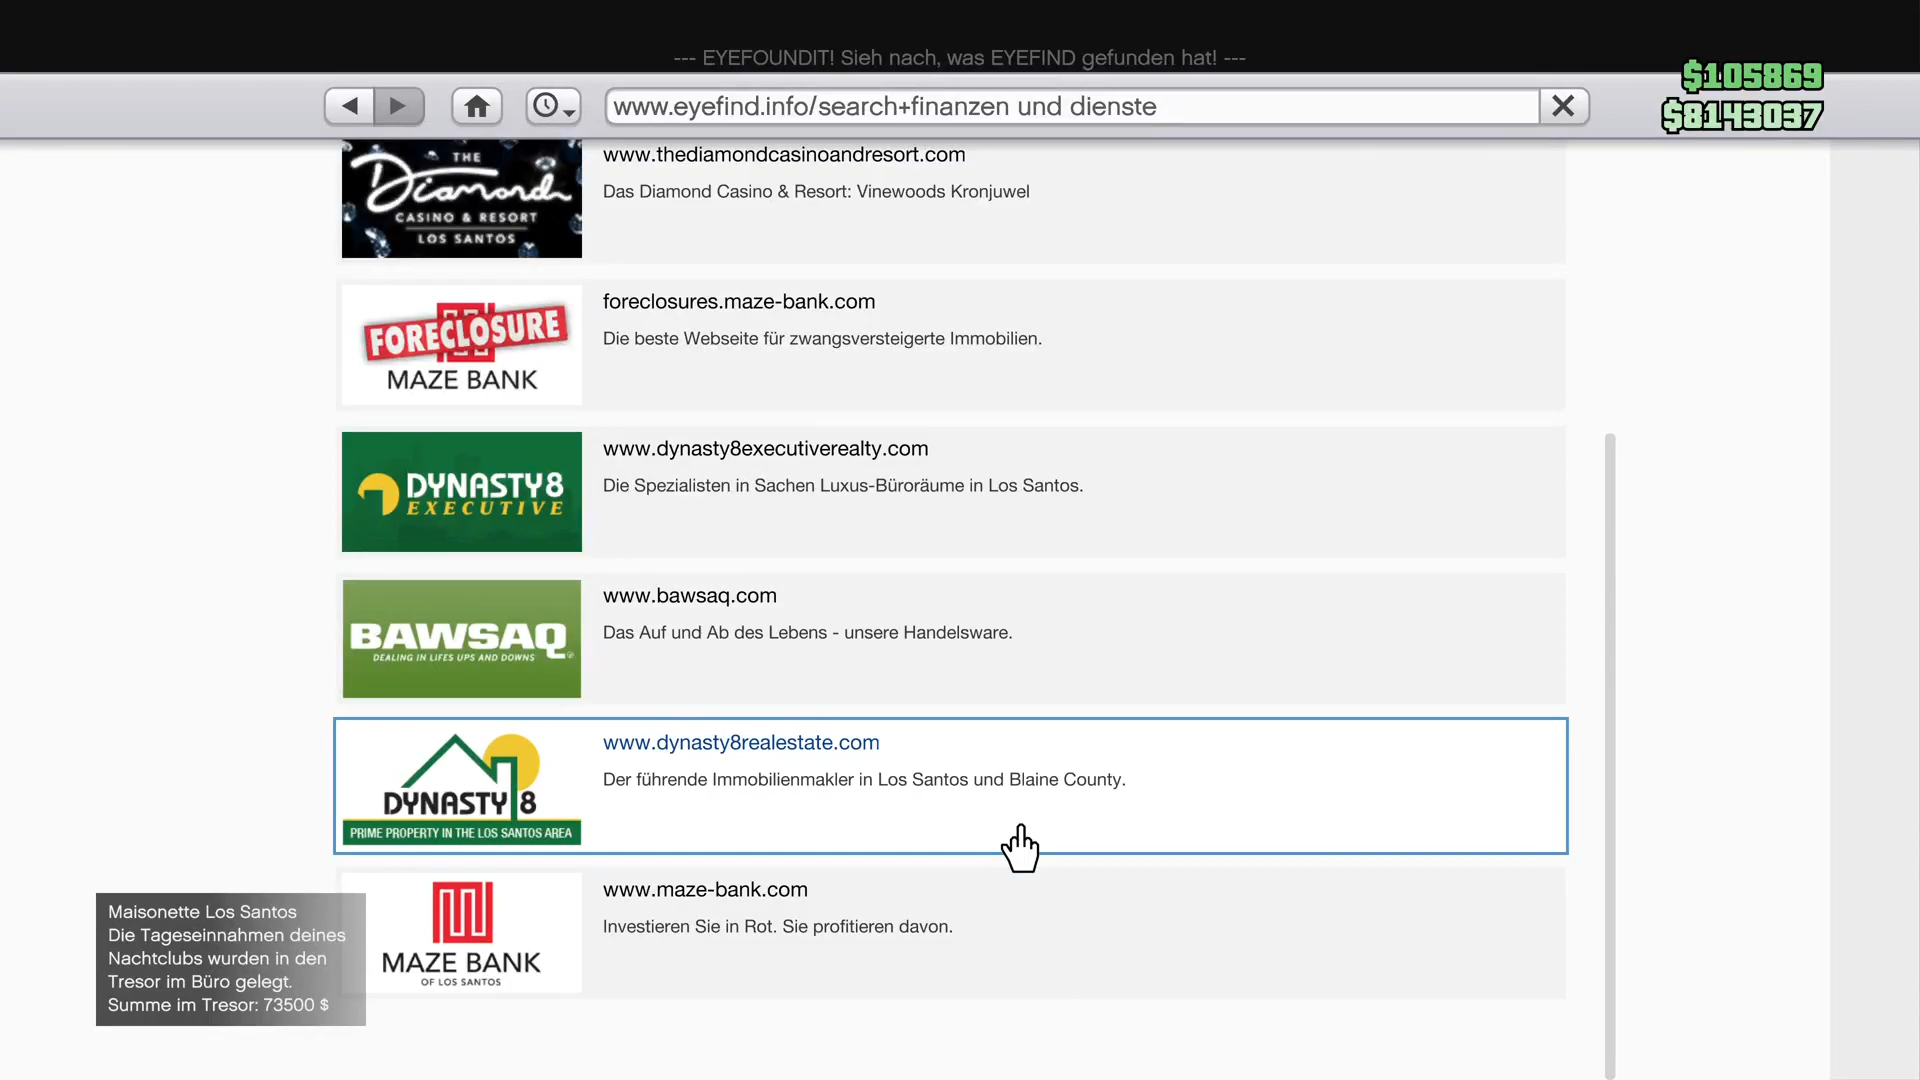 --- EYEFOUNDIT! Sieh nach, was EYEFIND gefunden hat! ---
$105869
www.eyefind.info/search+finanzen und dienste
$8143037
THE
Diamond
CASINO & RESORT
LOS SANTOS
www.thediamondcasinoandresort.com
Das Diamond Casino & Resort: Vinewoods Kronjuwel
FORECLOSURE
MAZE BANK
foreclosures.maze-bank.com
Die beste Webseite für zwangsversteigerte Immobilien.
DYNASTY8
EXECUTIVE
www.dynasty8executiverealty.com
Die Spezialisten in Sachen Luxus-Büroräume in Los Santos.
BAWSAQ
DEALING IN LIFES UPS AND DOWNS
www.bawsaq.com
Das Auf und Ab des Lebens - unsere Handelsware.
DYNASTY 8
PRIME PROPERTY IN THE LOS SANTOS AREA
www.dynasty8realestate.com
Der führende Immobilienmakler in Los Santos und Blaine County.
MAZE BANK
OF LOS SANTOS
www.maze-bank.com
Investieren Sie in Rot. Sie profitieren davon.
Maisonette Los Santos
Die Tageseinnahmen deines
Nachtclubs wurden in den
Tresor im Büro gelegt.
Summe im Tresor: 73500 $